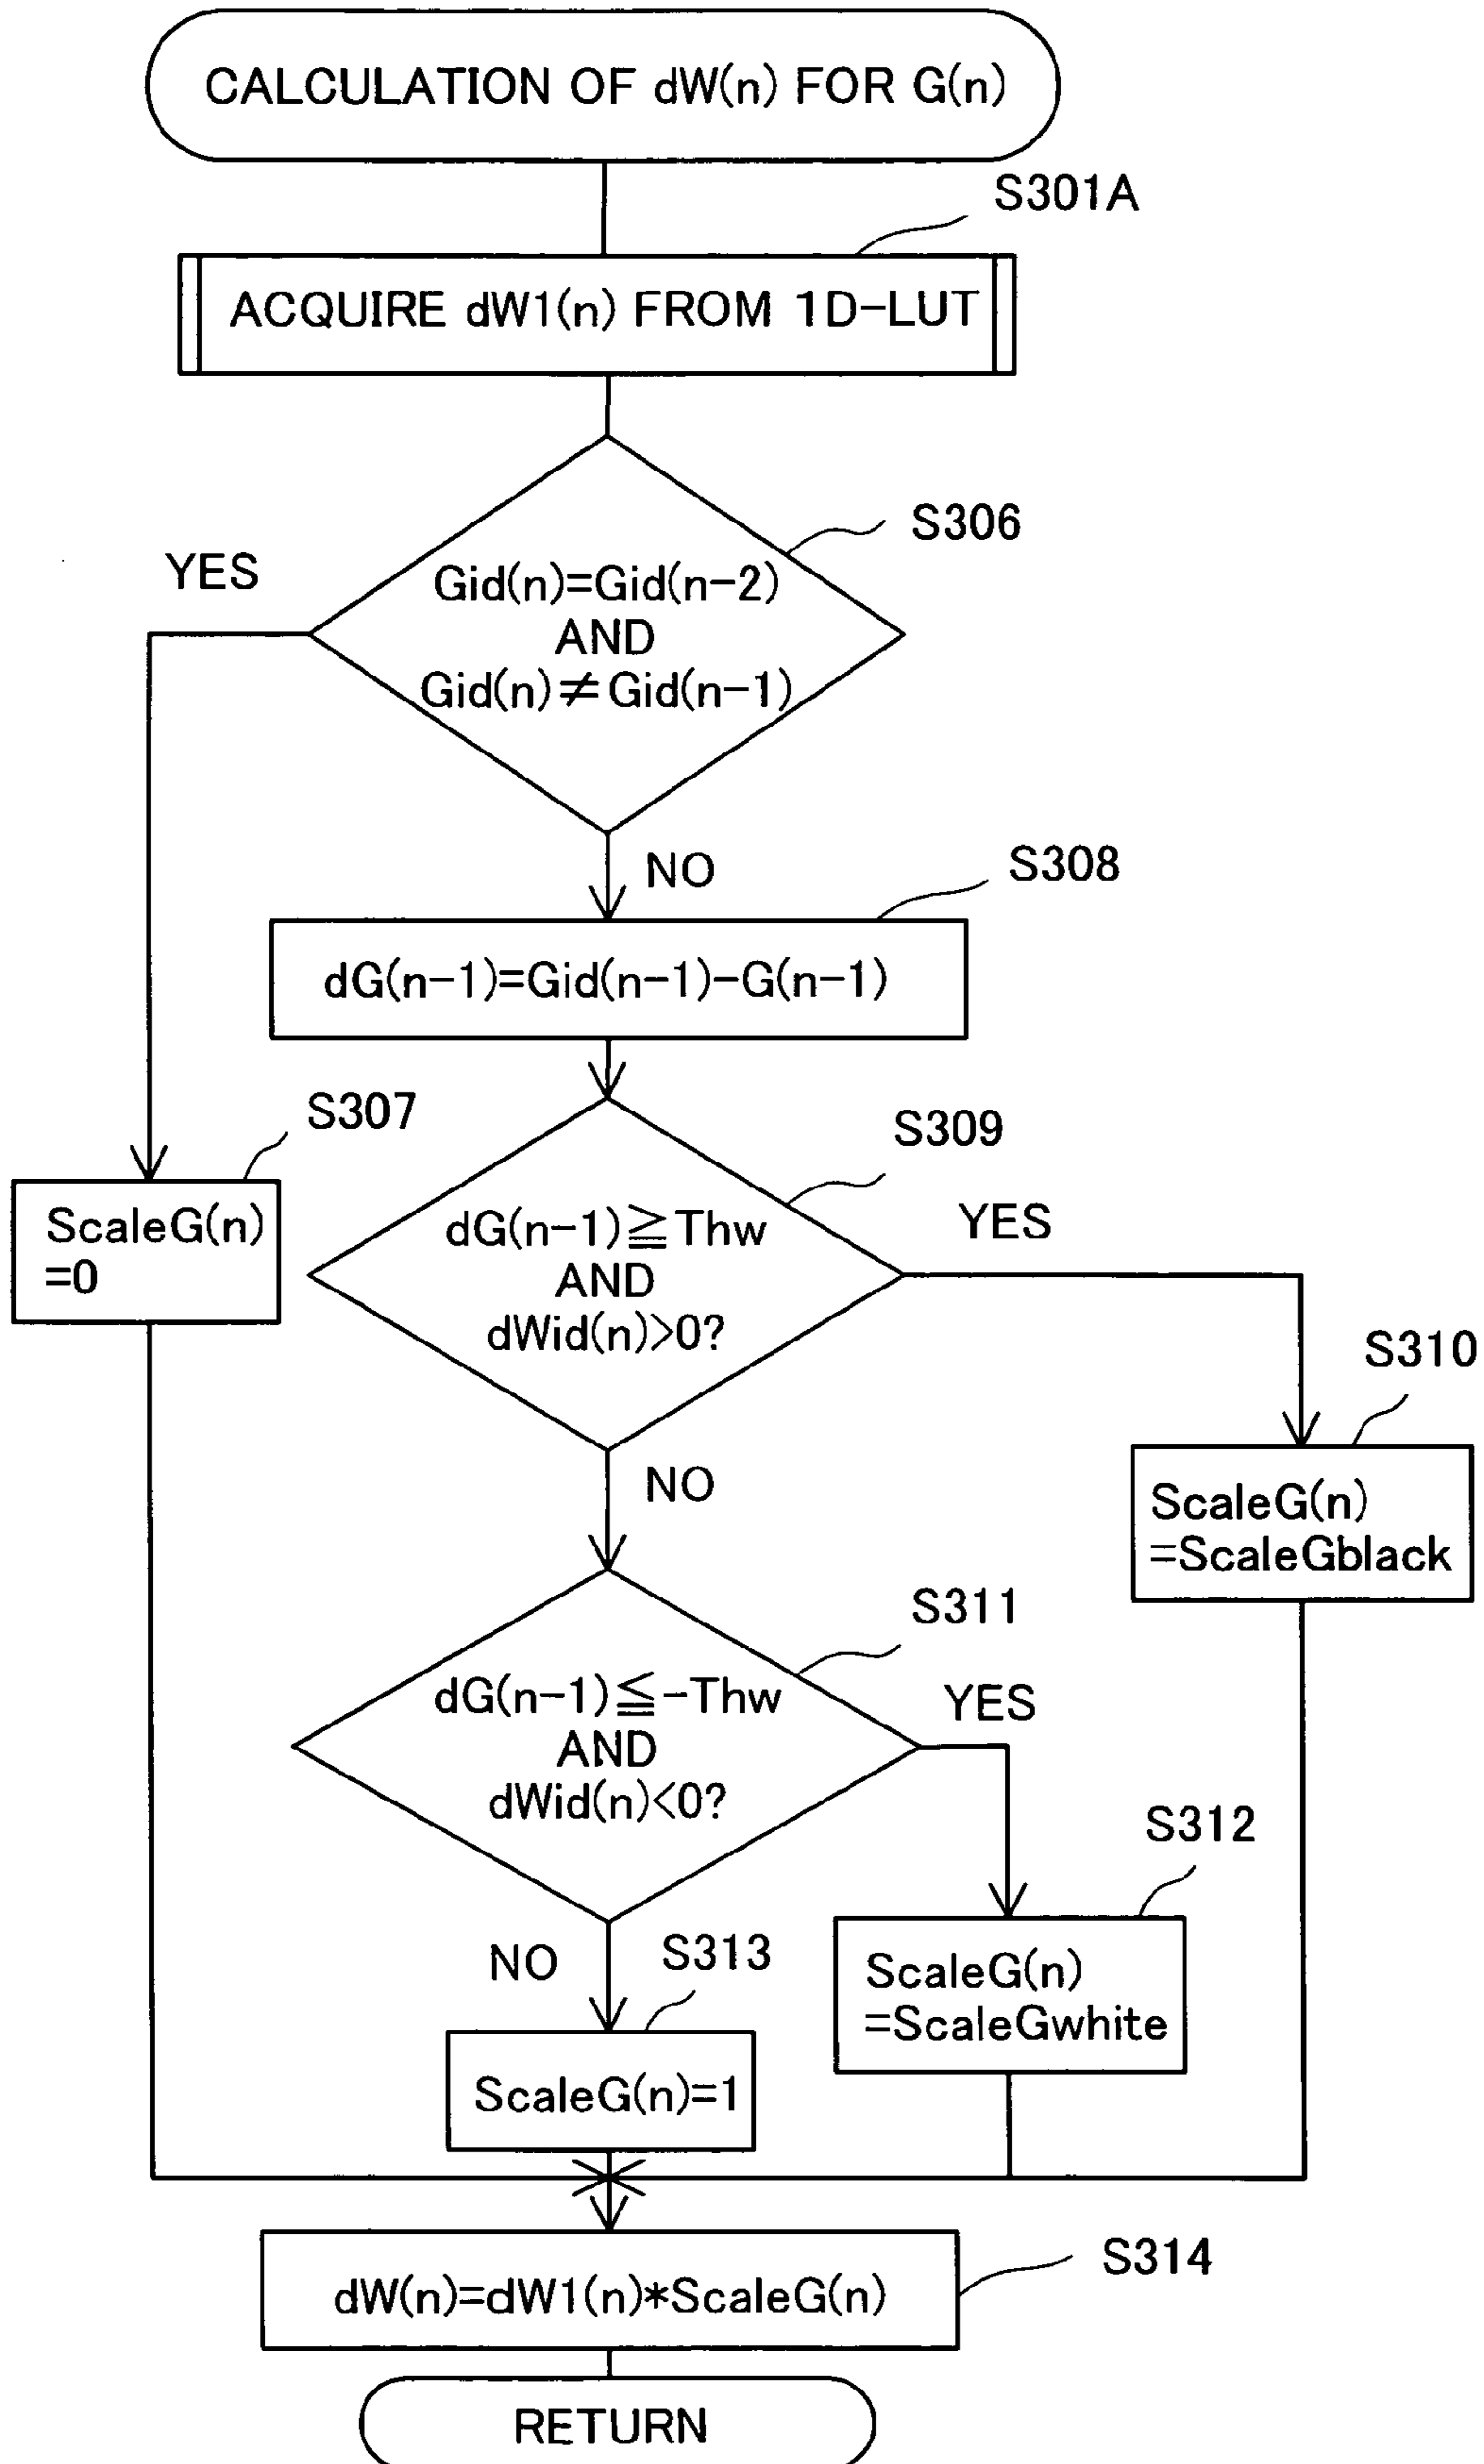 CALCULATION OF dW(n) FOR G(n)
S301A
ACQUIRE dW1(n) FROM 1D-LUT
S306
YES
Gid(n)=Gid(n-2)
AND
Gid(n)≠Gid(n-1)
NO
S308
dG(n-1)=Gid(n-1)-G(n-1)
S307
ScaleG(n)
=0
S309
dG(n-1)≧Thw
AND
dWid(n)>0?
YES
S310
ScaleG(n)
=ScaleGblack
NO
S311
dG(n-1)≦-Thw
AND
dWid(n)<0?
YES
S312
ScaleG(n)
=ScaleGwhite
NO
S313
ScaleG(n)=1
S314
dW(n)=dW1(n)*ScaleG(n)
RETURN